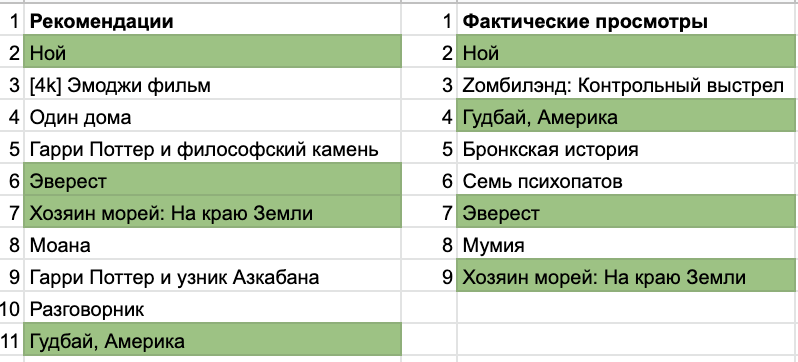 1 Рекомендации 1 Фактические просмотры
2 Ной 2 Ной
3 [4k] Эмоджи фильм 3 Zомбилэнд: Контрольный выстрел
4 Один дома 4 Гудбай, Америка
5 Гарри Поттер и философский камень 5 Бронкская история
6 Эверест 6 Семь психопатов
7 Хозяин морей: На краю Земли 7 Эверест
8 Моана 8 Мумия
9 Гарри Поттер и узник Азкабана 9 Хозяин морей: На краю Земли
10 Разговорник
11 Гудбай, Америка